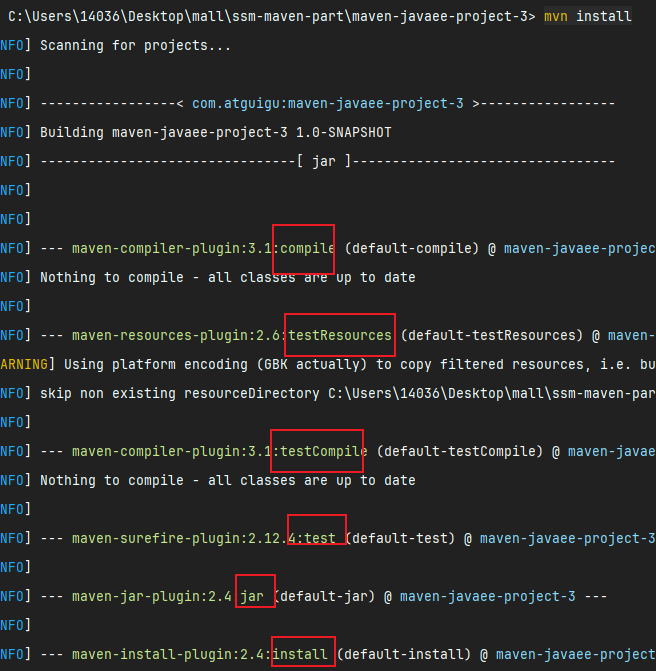 C:\Users\14036\Desktop\mall\ssm-maven-part\maven-javaee-project-3> mvn install
NFO] Scanning for projects...
NFO]
NFO] -----------------< com.atguigu:maven-javaee-project-3 >-----------------
NFO] Building maven-javaee-project-3 1.0-SNAPSHOT
NFO] --------------------------------[ jar ]---------------------------------
NFO]
NFO]
NFO] --- maven-compiler-plugin:3.1:compile (default-compile) @ maven-javaee-projec
NFO] Nothing to compile - all classes are up to date
NFO]
NFO] --- maven-resources-plugin:2.6:testResources (default-testResources) @ maven-
ARNING] Using platform encoding (GBK actually) to copy filtered resources, i.e. bu
NFO] skip non existing resourceDirectory C:\Users\14036\Desktop\mall\ssm-maven-par
NFO]
NFO] --- maven-compiler-plugin:3.1:testCompile (default-testCompile) @ maven-javae
NFO] Nothing to compile - all classes are up to date
NFO]
NFO] --- maven-surefire-plugin:2.12.4:test (default-test) @ maven-javaee-project-3
NFO]
NFO] --- maven-jar-plugin:2.4:jar (default-jar) @ maven-javaee-project-3 ---
NFO]
NFO] --- maven-install-plugin:2.4:install (default-install) @ maven-javaee-project